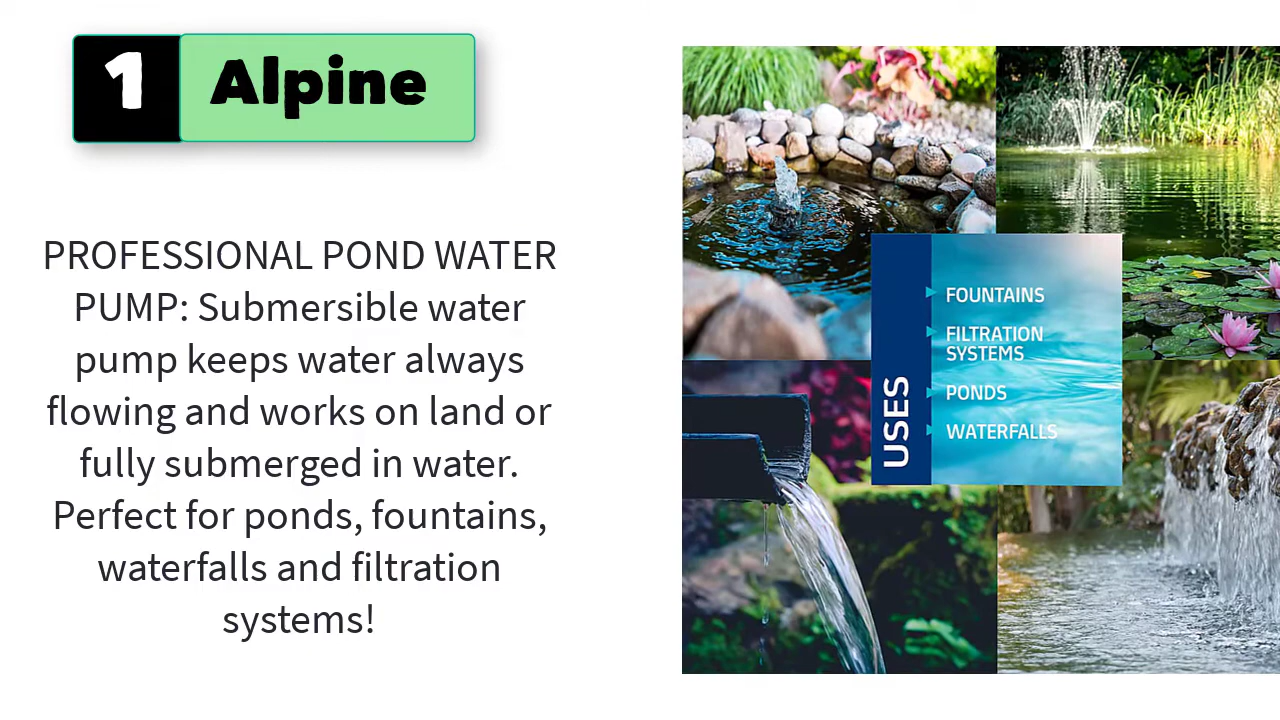 1 Alpine
PROFESSIONAL POND WATER
PUMP: Submersible water
pump keeps water always
flowing and works on land or
fully submerged in water.
Perfect for ponds, fountains,
waterfalls and filtration
systems!
USES
FOUNTAINS
FILTRATION
SYSTEMS
PONDS
WATERFALLS